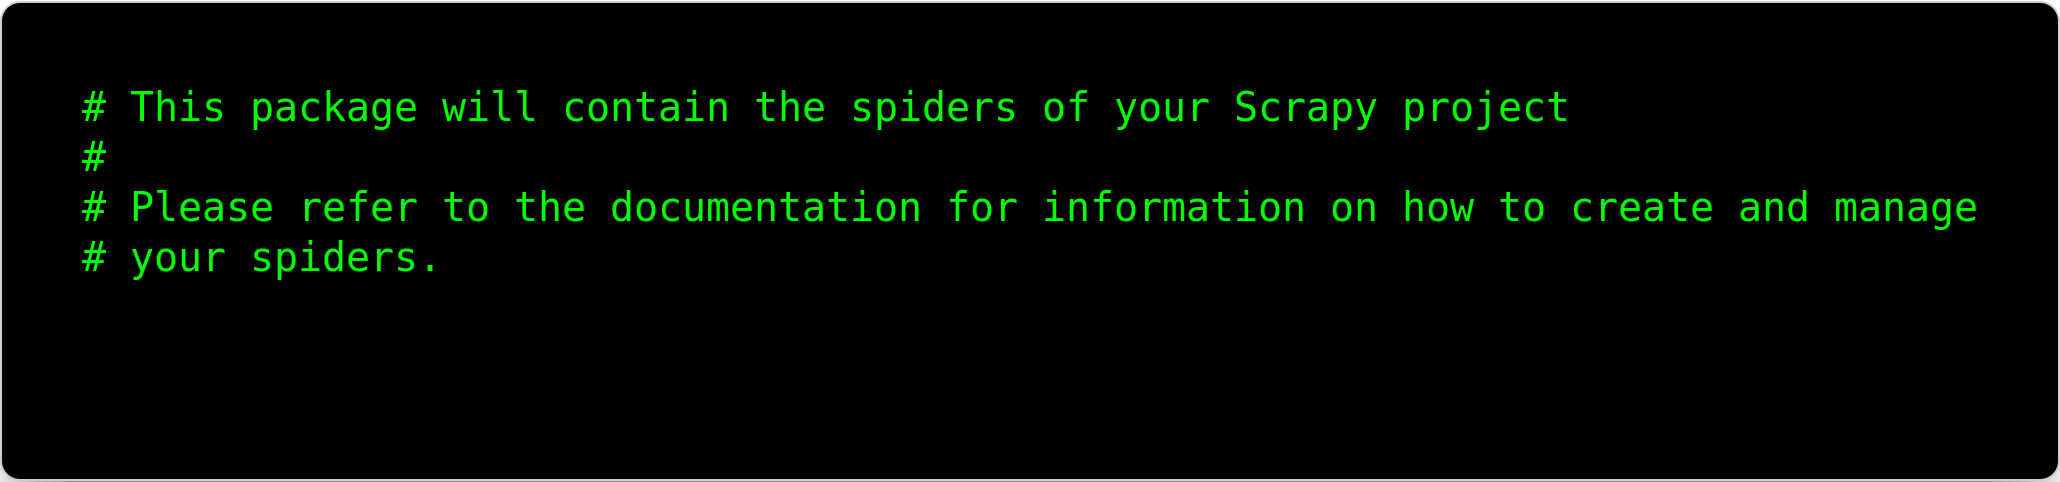 # This package will contain the spiders of your Scrapy project
#
# Please refer to the documentation for information on how to create and manage
# your spiders.